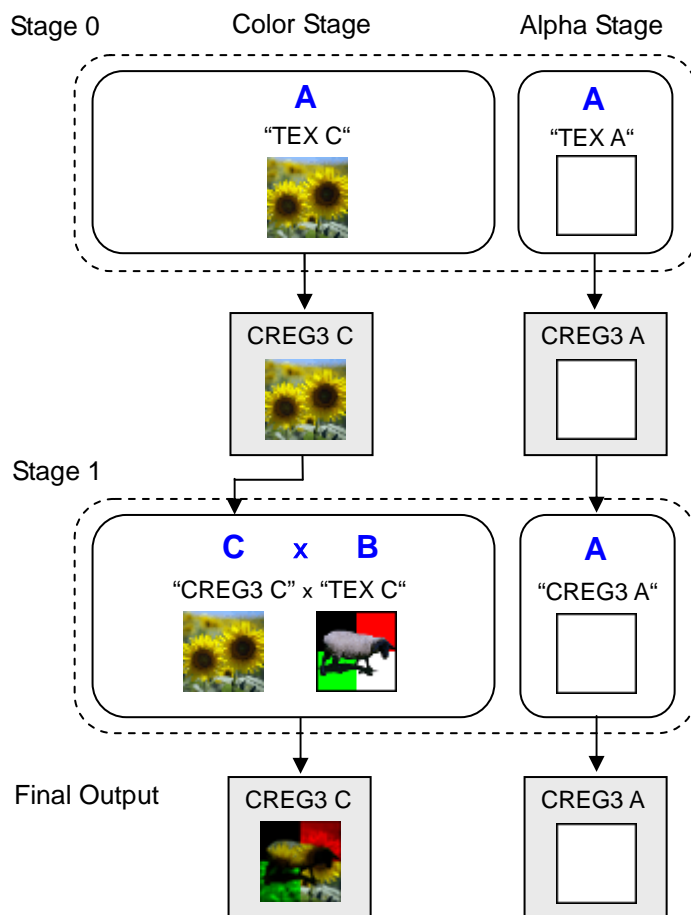 Stage 0
Color Stage
Alpha Stage
A
“TEX C“
A
“TEX A“
CREG3 C
CREG3 A
Stage 1
C x B
“CREG3 C” x “TEX C“
A
“CREG3 A“
Final Output
CREG3 C
CREG3 A